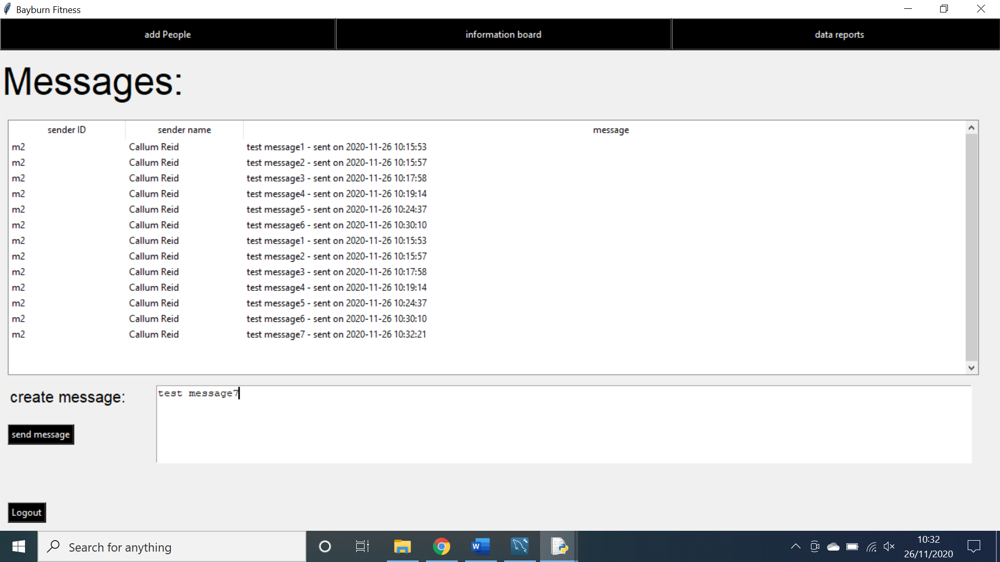 Bayburn Fitness
add People information board data reports
Messages:
sender ID sender name message
m2 Callum Reid test message1 - sent on 2020-11-26 10:15:53
m2 Callum Reid test message2 - sent on 2020-11-26 10:15:57
m2 Callum Reid test message3 - sent on 2020-11-26 10:17:58
m2 Callum Reid test message4 - sent on 2020-11-26 10:19:14
m2 Callum Reid test message5 - sent on 2020-11-26 10:24:37
m2 Callum Reid test message6 - sent on 2020-11-26 10:30:10
m2 Callum Reid test message1 - sent on 2020-11-26 10:15:53
m2 Callum Reid test message2 - sent on 2020-11-26 10:15:57
m2 Callum Reid test message3 - sent on 2020-11-26 10:17:58
m2 Callum Reid test message4 - sent on 2020-11-26 10:19:14
m2 Callum Reid test message5 - sent on 2020-11-26 10:24:37
m2 Callum Reid test message6 - sent on 2020-11-26 10:30:10
m2 Callum Reid test message7 - sent on 2020-11-26 10:32:21
create message: test message7
send message
Logout
Search for anything
W
10:32
26/11/2020